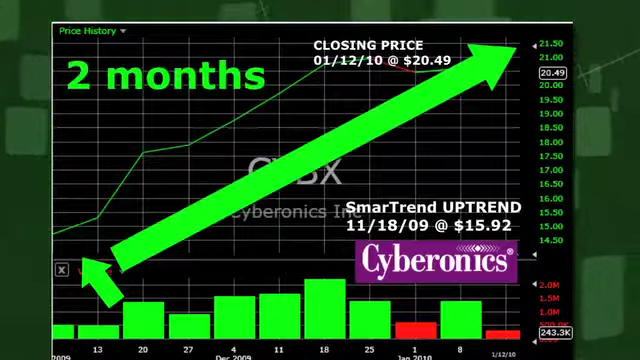 Price History
CLOSING PRICE
01/12/10 @ $20.49
2 months
21.50
21.00
20.49
20.00
19.50
19.00
18.50
18.00
17.50
17.00
16.50
16.00
15.50
15.00
14.50
Cyberonics Inc
SmarTrend UPTREND
11/18/09 @ $15.92
Cyberonics®
X
2.0M
1.5M
1.0M
243.3K
2009
13
20
27
4
11
18
25
1
8
1/12/10
Dec 2009
Jan 2010